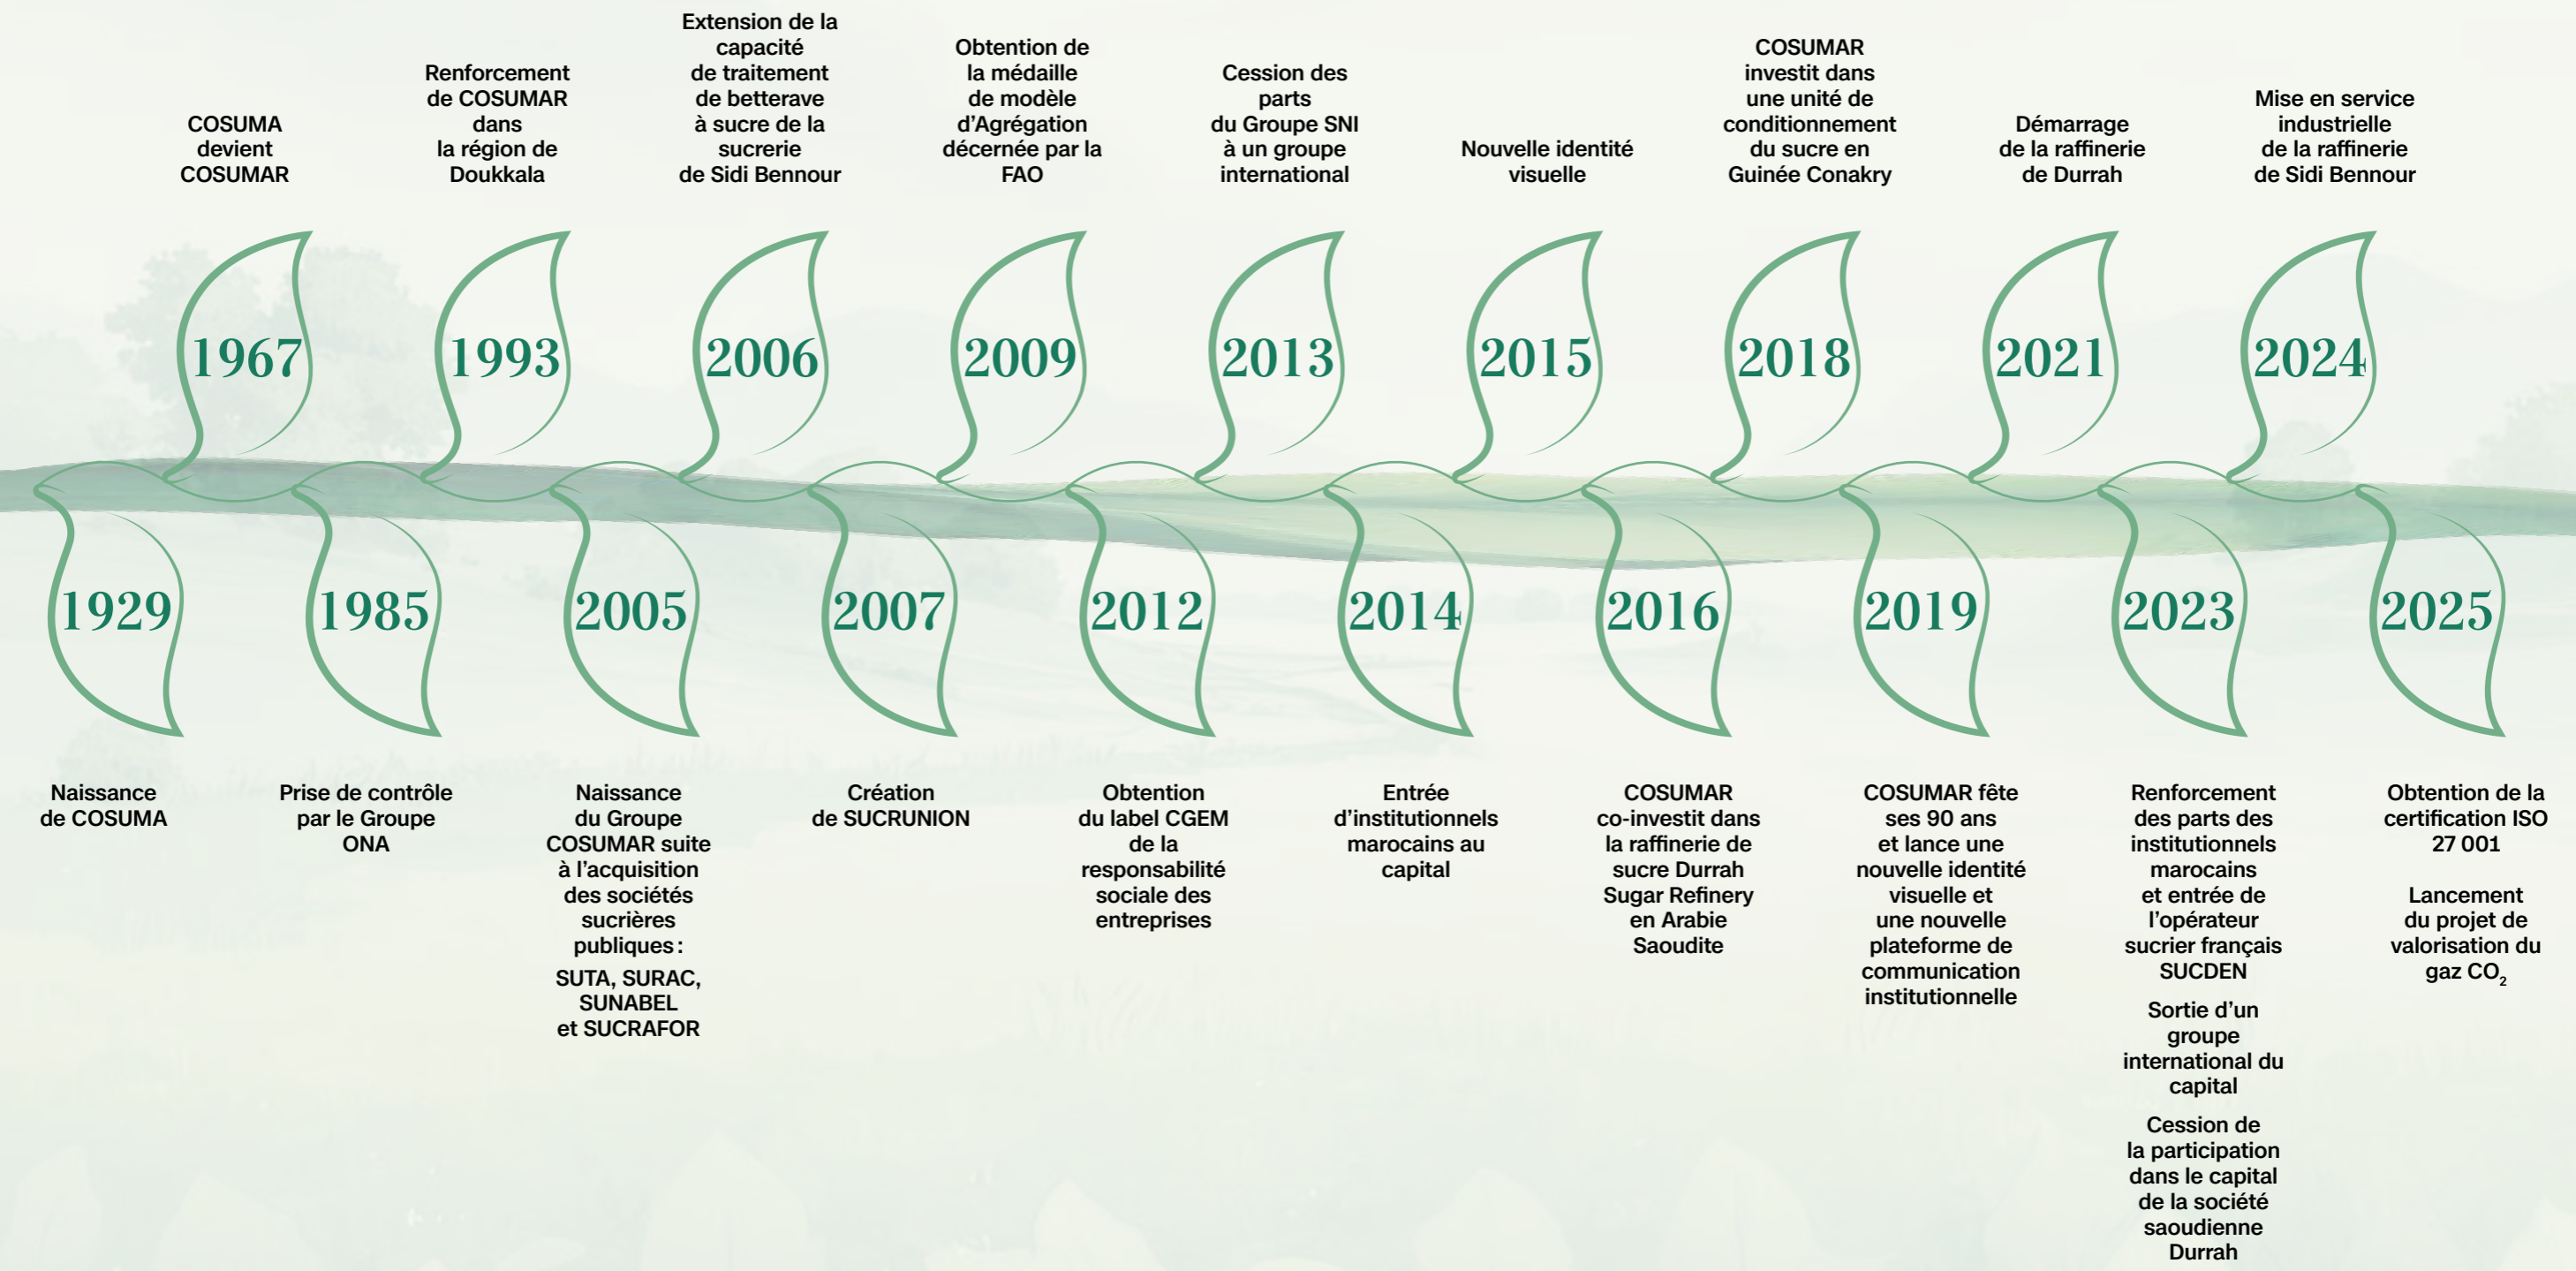 COSUMA
devient
COSUMAR
Renforcement
de COSUMAR
dans
la région de
Doukkala
Extension de la
capacité
de traitement
de betterave
à sucre de la
sucrerie
de Sidi Bennour
Obtention de
la médaille
de modèle
d’Agrégation
décernée par la
FAO
Cession des
parts
du Groupe SNI
à un groupe
international
Nouvelle identité
visuelle
COSUMAR
investit dans
une unité de
conditionnement
du sucre en
Guinée Conakry
Démarrage
de la raffinerie
de Durrah
Mise en service
industrielle
de la raffinerie
de Sidi Bennour
1967
1993
2006
2009
2013
2015
2018
2021
2024
1929
1985
2005
2007
2012
2014
2016
2019
2023
2025
Naissance
de COSUMA
Prise de contrôle
par le Groupe
ONA
Naissance
du Groupe
COSUMAR suite
à l’acquisition
des sociétés
sucrières
publiques :
SUTA, SURAC,
SUNABEL
et SUCRAFOR
Création
de SUCRUNION
Obtention
du label CGEM
de la
responsabilité
sociale des
entreprises
Entrée
d’institutionnels
marocains au
capital
COSUMAR
co-investit dans
la raffinerie de
sucre Durrah
Sugar Refinery
en Arabie
Saoudite
COSUMAR fête
ses 90 ans
et lance une
nouvelle identité
visuelle et
une nouvelle
plateforme de
communication
institutionnelle
Renforcement
des parts des
institutionnels
marocains
et entrée de
l’opérateur
sucrier français
SUCDEN
Sortie d’un
groupe
international du
capital
Cession de
la participation
dans le capital
de la société
saoudienne
Durrah
Obtention de la
certification ISO
27 001
Lancement
du projet de
valorisation du
gaz CO₂